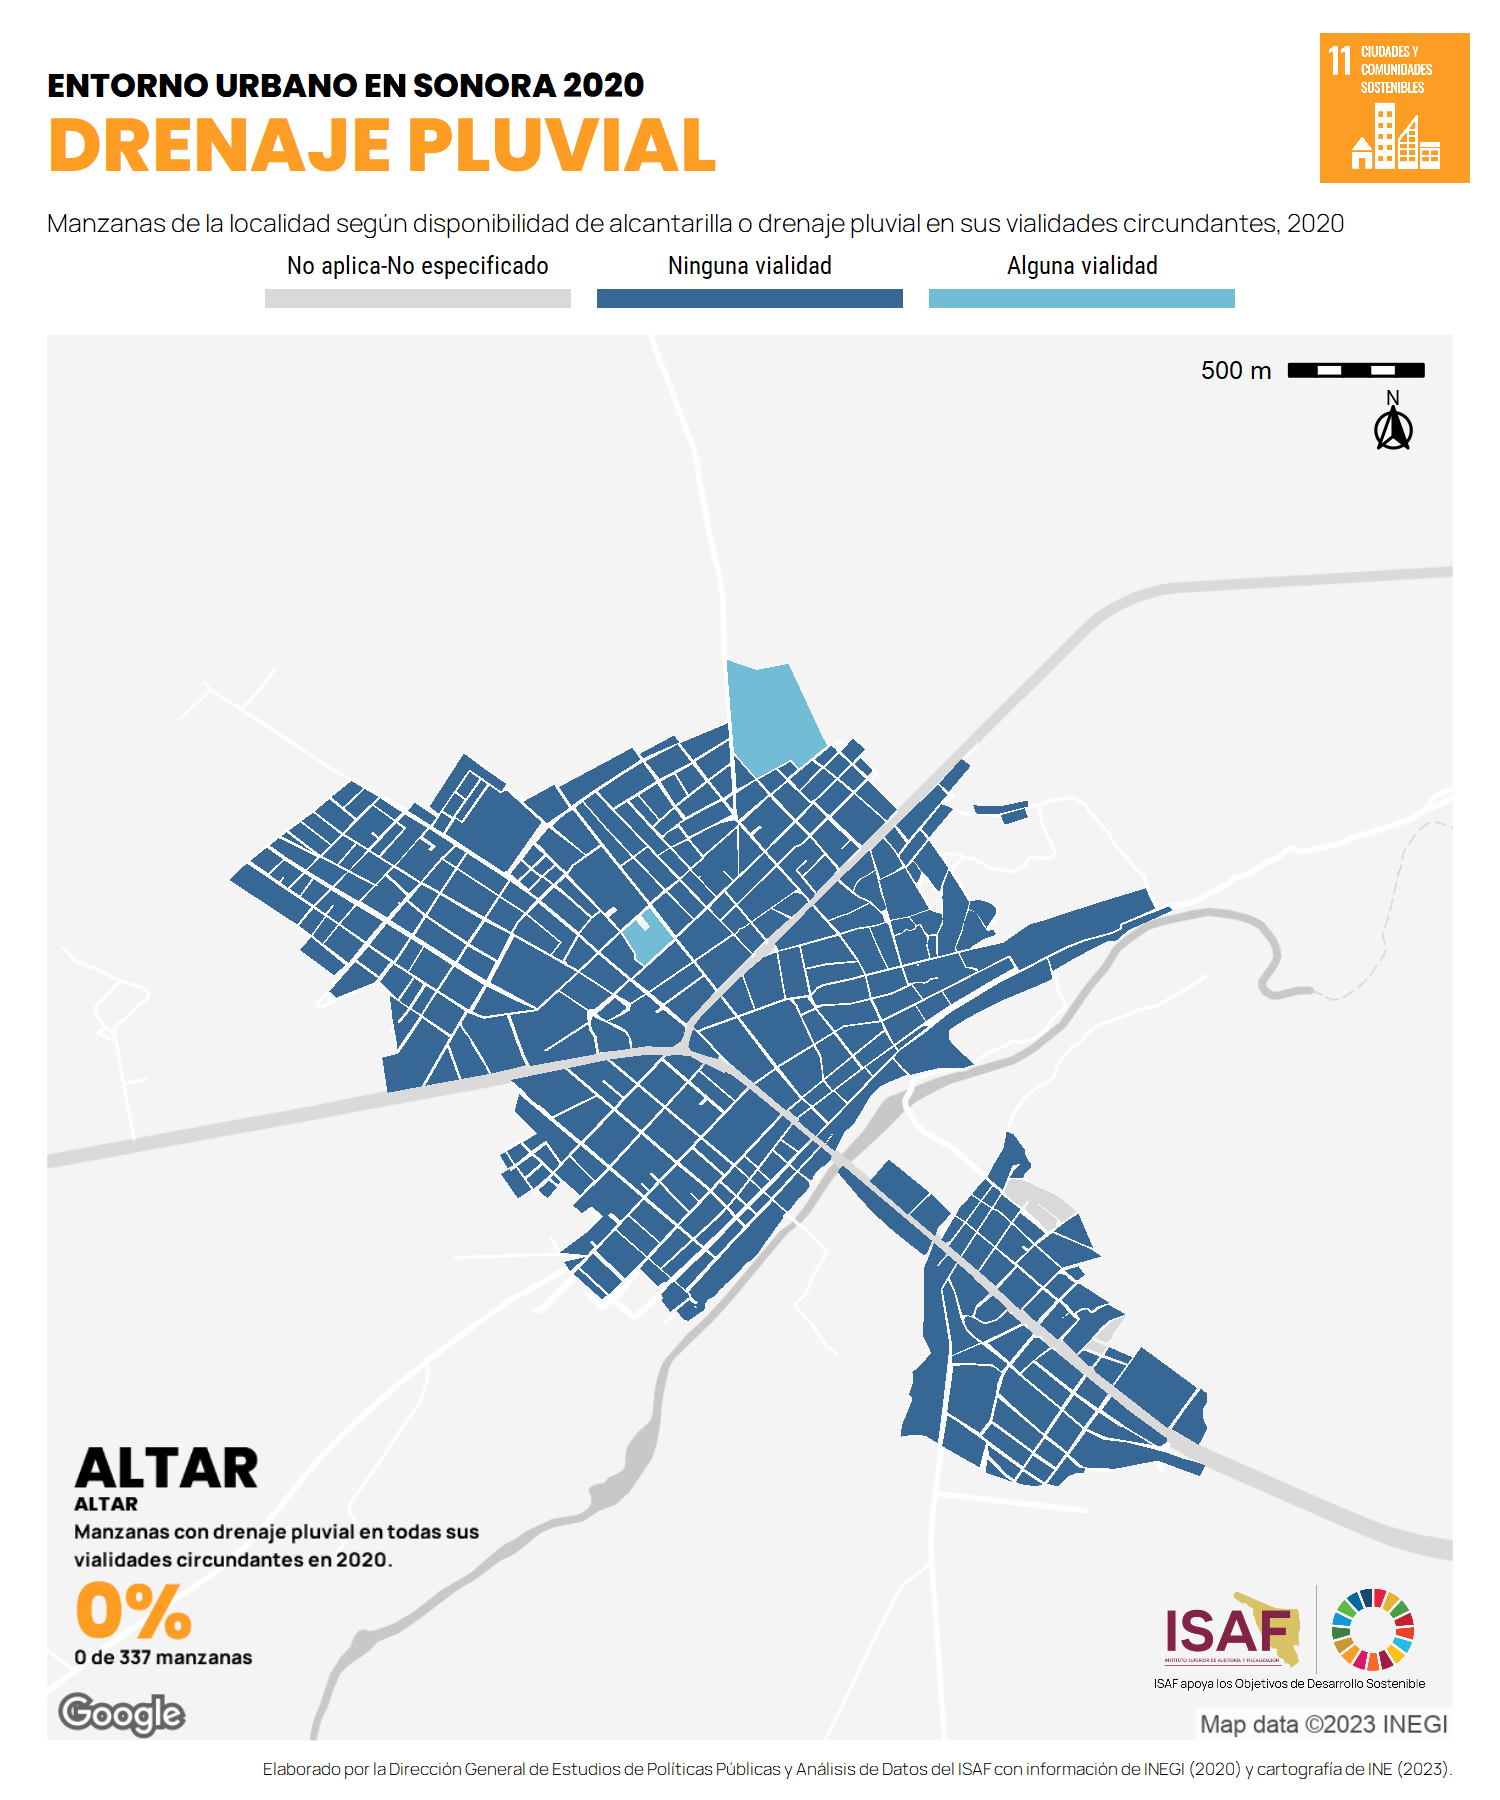 ENTORNO URBANO EN SONORA 2020
DRENAJE PLUVIAL
11 CIUDADES Y
COMUNIDADES
SOSTENIBLES
Manzanas de la localidad según disponibilidad de alcantarilla o drenaje pluvial en sus vialidades circundantes, 2020
No aplica-No especificado
Ninguna vialidad
Alguna vialidad
500 m
N
ALTAR
ALTAR
Manzanas con drenaje pluvial en todas sus
vialidades circundantes en 2020.
0%
0 de 337 manzanas
Google
ISAF
INSTITUTO SUPERIOR DE AUDITORÍA Y FISCALIZACIÓN
ISAF apoya los Objetivos de Desarrollo Sostenible
Map data ©2023 INEGI
Elaborado por la Dirección General de Estudios de Políticas Públicas y Análisis de Datos del ISAF con información de INEGI (2020) y cartografía de INE (2023).